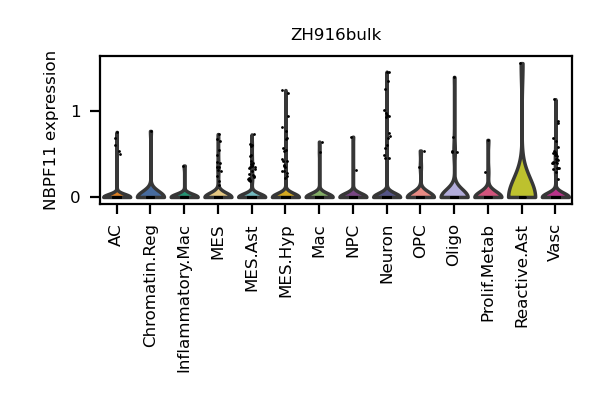 ZH916bulk
NBPF11 expression
1
0
AC
Chromatin.Reg
Inflammatory.Mac
MES
MES.Ast
MES.Hyp
Mac
NPC
Neuron
OPC
Oligo
Prolif.Metab
Reactive.Ast
Vasc